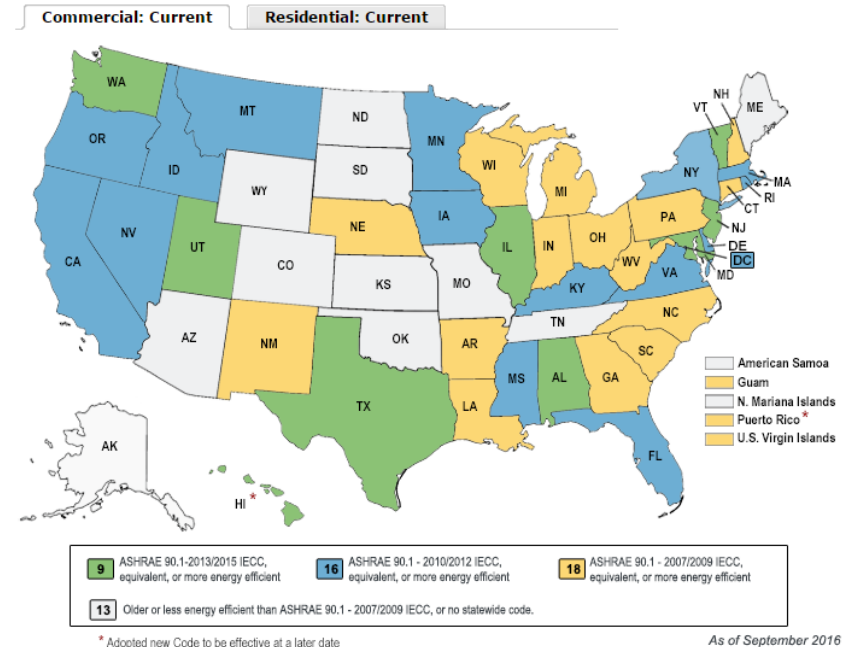 Commercial: Current
Residential: Current
WA
MT
ND
MN
VT
NH
ME
OR
ID
SD
WI
MI
NY
MA
RI
CT
WY
IA
NE
PA
NJ
NV
UT
IL
IN
OH
DE
DC
MD
CA
CO
KS
MO
WV
VA
KY
NC
AZ
NM
OK
TN
AR
SC
MS
AL
GA
TX
LA
FL
AK
HI *
American Samoa
Guam
N. Mariana Islands
Puerto Rico *
U.S. Virgin Islands
9 ASHRAE 90.1-2013/2015 IECC,
equivalent, or more energy efficient
16 ASHRAE 90.1 - 2010/2012 IECC,
equivalent, or more energy efficient
18 ASHRAE 90.1 - 2007/2009 IECC,
equivalent, or more energy efficient
13 Older or less energy efficient than ASHRAE 90.1 - 2007/2009 IECC, or no statewide code.
* Adopted new Code to be effective at a later date
As of September 2016